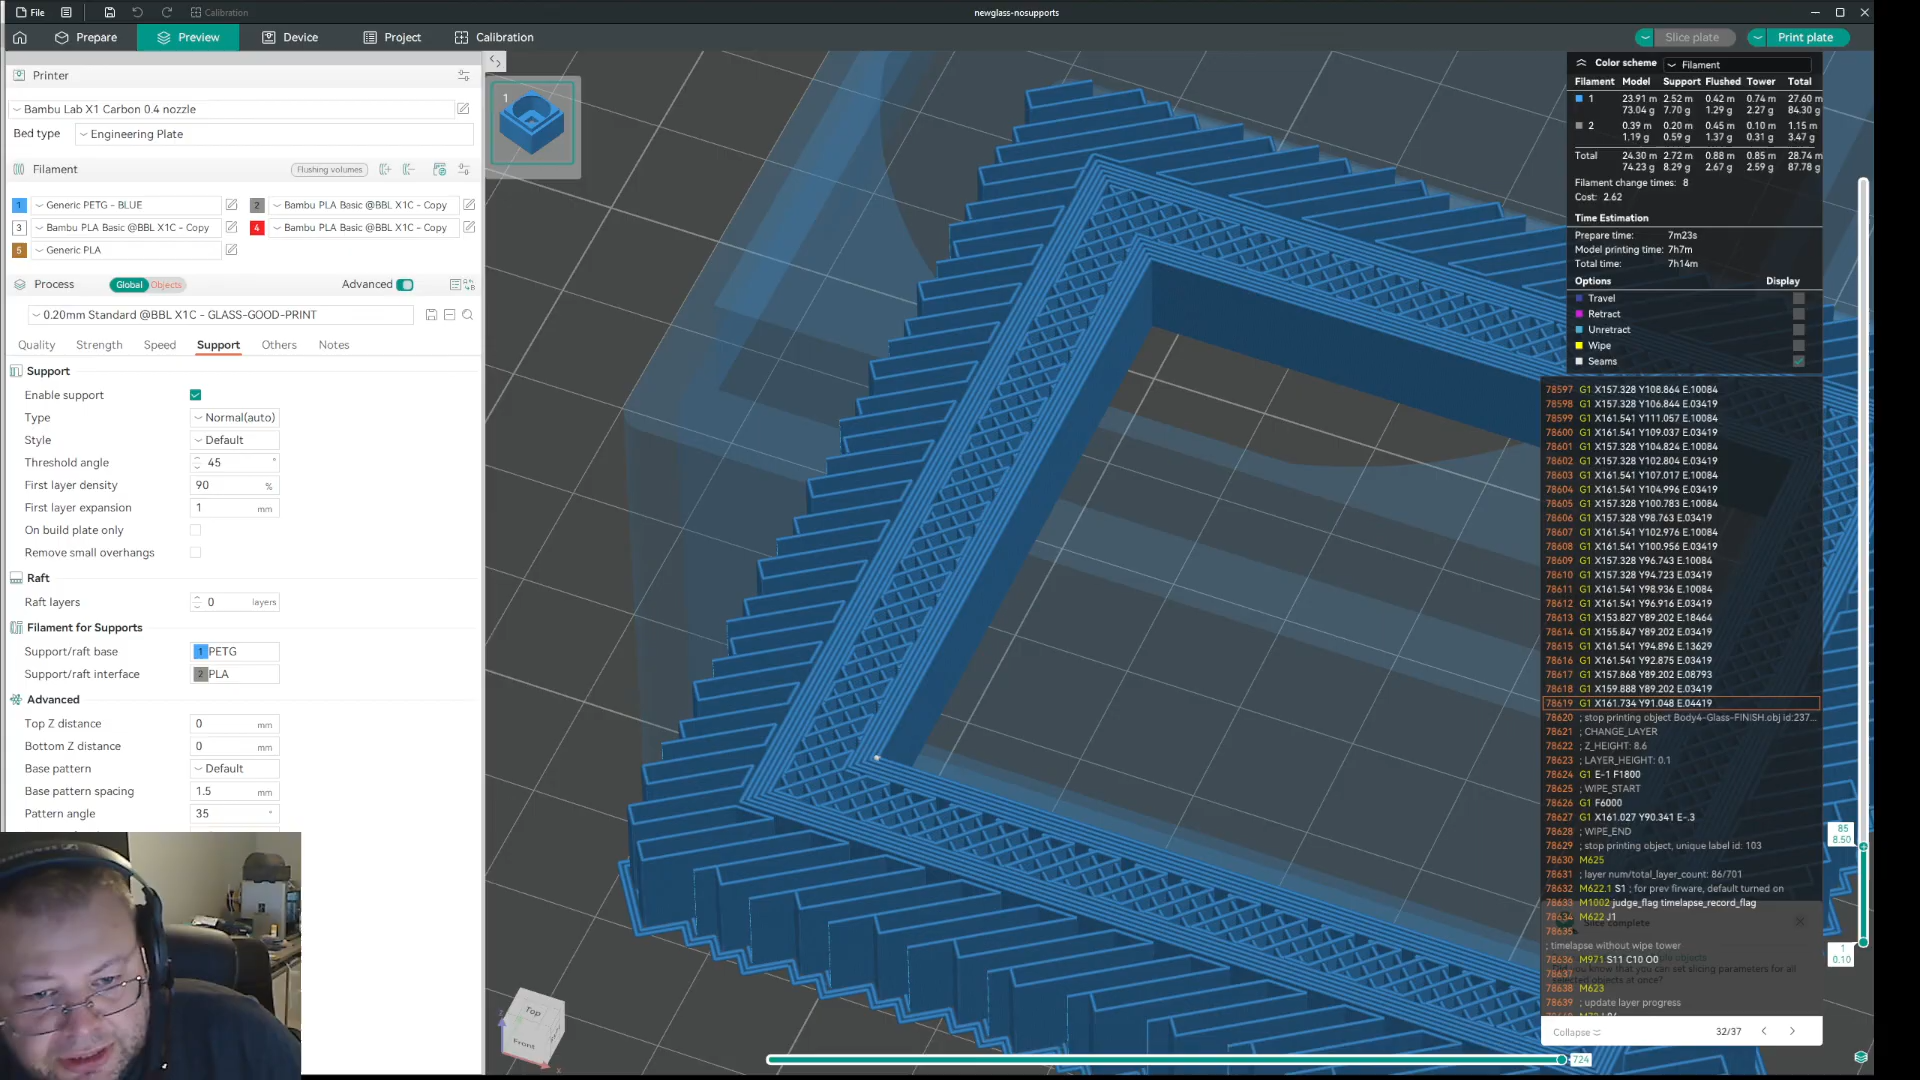 File
Calibration
newglass-nosupports
Prepare
Preview
Device
Project
Calibration
Slice plate
Print plate
Printer
Bambu Lab X1 Carbon 0.4 nozzle
Bed type
Engineering Plate
Filament
Flushing volumes
1 Generic PETG - BLUE
2 Bambu PLA Basic @BBL X1C - Copy
3 Bambu PLA Basic @BBL X1C - Copy
4 Bambu PLA Basic @BBL X1C - Copy
5 Generic PLA
Process
Global Objects
Advanced
0.20mm Standard @BBL X1C - GLASS-GOOD-PRINT
Quality Strength Speed Support Others Notes
Support
Enable support
Type Normal(auto)
Style Default
Threshold angle 45 °
First layer density 90 %
First layer expansion 1 mm
On build plate only
Remove small overhangs
Raft
Raft layers 0 layers
Filament for Supports
Support/raft base 1 PETG
Support/raft interface 2 PLA
Advanced
Top Z distance 0 mm
Bottom Z distance 0 mm
Base pattern Default
Base pattern spacing 1.5 mm
Pattern angle 35 °
1
Top
Front
Color scheme Filament
Filament Model Support Flushed Tower Total
1 23.91 m 2.52 m 0.42 m 0.74 m 27.60 m
73.04 g 7.70 g 1.29 g 2.27 g 84.30 g
2 0.39 m 0.20 m 0.45 m 0.10 m 1.15 m
1.19 g 0.59 g 1.37 g 0.31 g 3.47 g
Total 24.30 m 2.72 m 0.88 m 0.85 m 28.74 m
74.23 g 8.29 g 2.67 g 2.59 g 87.78 g
Filament change times: 8
Cost: 2.62
Time Estimation
Prepare time: 7m23s
Model printing time: 7h7m
Total time: 7h14m
Options Display
Travel
Retract
Unretract
Wipe
Seams
78597 G1 X157.328 Y108.864 E.10084
78598 G1 X157.328 Y106.844 E.03419
78599 G1 X161.541 Y111.057 E.10084
78600 G1 X161.541 Y109.037 E.03419
78601 G1 X157.328 Y104.824 E.10084
78602 G1 X157.328 Y102.804 E.03419
78603 G1 X161.541 Y107.017 E.10084
78604 G1 X161.541 Y104.996 E.03419
78605 G1 X157.328 Y100.783 E.10084
78606 G1 X157.328 Y98.763 E.03419
78607 G1 X161.541 Y102.976 E.10084
78608 G1 X161.541 Y100.956 E.03419
78609 G1 X157.328 Y96.743 E.10084
78610 G1 X157.328 Y94.723 E.03419
78611 G1 X161.541 Y98.936 E.10084
78612 G1 X161.541 Y96.916 E.03419
78613 G1 X153.827 Y89.202 E.18464
78614 G1 X155.847 Y89.202 E.03419
78615 G1 X161.541 Y94.896 E.13629
78616 G1 X161.541 Y92.875 E.03419
78617 G1 X157.868 Y89.202 E.08793
78618 G1 X159.888 Y89.202 E.03419
78619 G1 X161.734 Y91.048 E.04419
78620 ; stop printing object Body4-Glass-FINISH.obj id:237...
78621 ; CHANGE_LAYER
78622 ; Z_HEIGHT: 8.6
78623 ; LAYER_HEIGHT: 0.1
78624 G1 E-1 F1800
78625 ; WIPE_START
78626 G1 F6000
78627 G1 X161.027 Y90.341 E-.3
78628 ; WIPE_END
78629 ; stop printing object, unique label id: 103
78630 M625
78631 ; layer num/total_layer_count: 86/701
78632 M622.1 S1 ; for prev firware, default turned on
78633 M1002 judge_flag timelapse_record_flag
78634 M622 J1
Slice complete
78635
; timelapse without wipe tower
78636 M971 S11 C10 O0
78637
you know that you can set slicing parameters for all
selected objects at once?
78638 M623
78639 ; update layer progress
Collapse
32/37
85
8.50
1
0.10
724